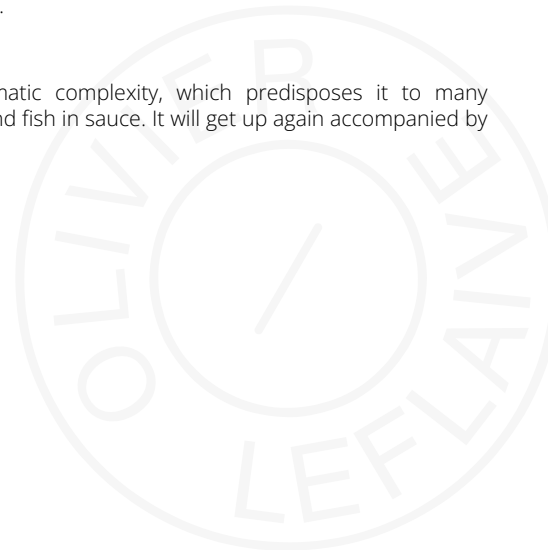 .
matic complexity, which predisposes it to many
nd fish in sauce. It will get up again accompanied by
OLIVIER
LEFLAIVE